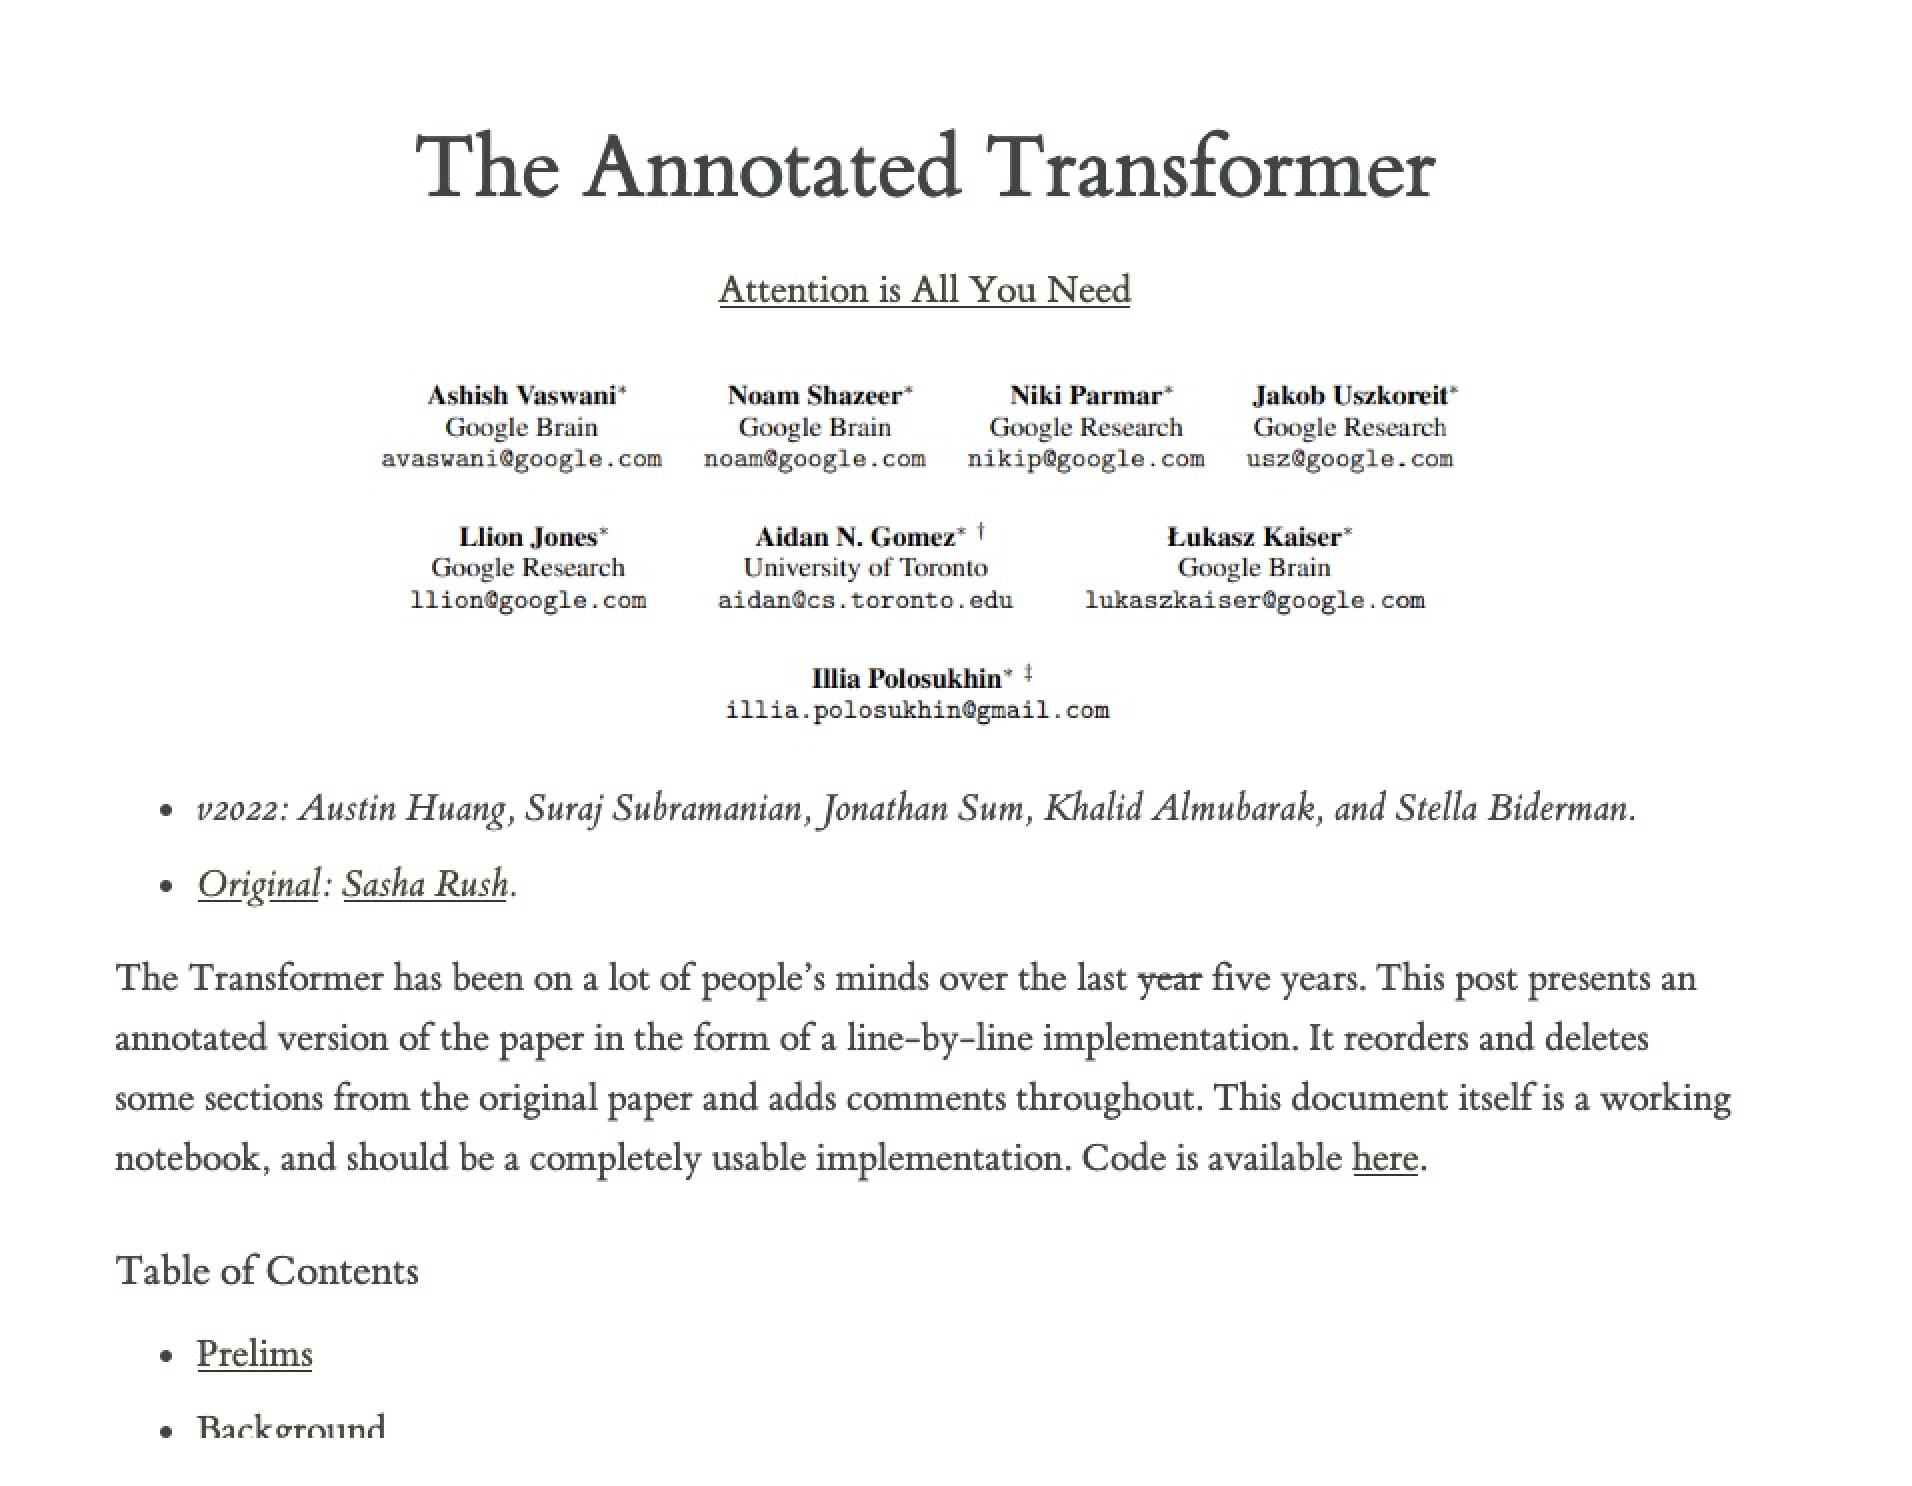 The Annotated Transformer
Attention is All You Need
Ashish Vaswani* Noam Shazeer* Niki Parmar* Jakob Uszkoreit*
Google Brain Google Brain Google Research Google Research
avaswani@google.com noam@google.com nikip@google.com usz@google.com
Llion Jones* Aidan N. Gomez* † Łukasz Kaiser*
Google Research University of Toronto Google Brain
llion@google.com aidan@cs.toronto.edu lukaszkaiser@google.com
Illia Polosukhin* ‡
illia.polosukhin@gmail.com
• v2022: Austin Huang, Suraj Subramanian, Jonathan Sum, Khalid Almubarak, and Stella Biderman.
• Original: Sasha Rush.
The Transformer has been on a lot of people’s minds over the last year five years. This post presents an
annotated version of the paper in the form of a line-by-line implementation. It reorders and deletes
some sections from the original paper and adds comments throughout. This document itself is a working
notebook, and should be a completely usable implementation. Code is available here.
Table of Contents
• Prelims
• Background